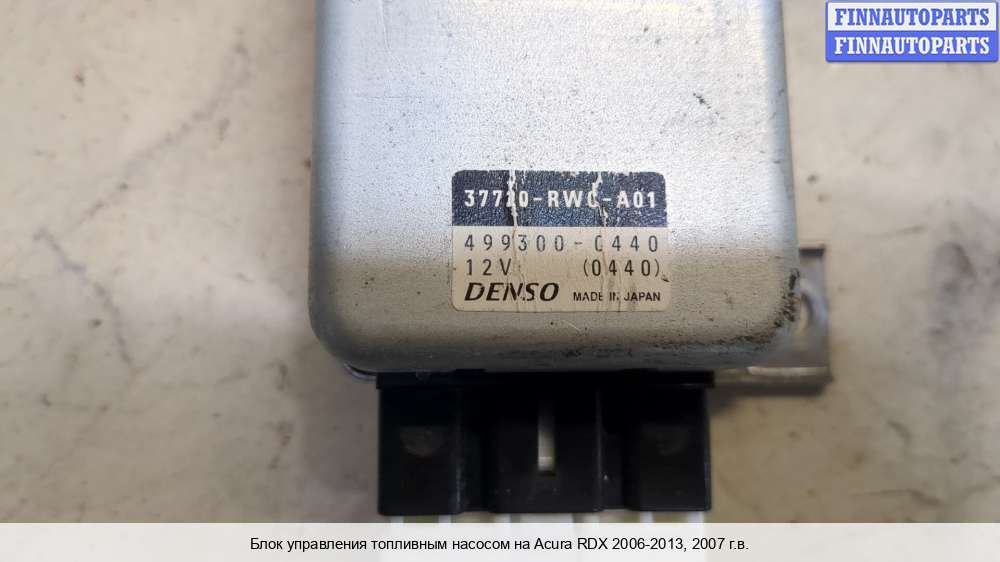 FINNAUTOPARTS
FINNAUTOPARTS
37720-RWC-A01
499300-0440
12V (0440)
DENSO MADE IN JAPAN
Блок управления топливным насосом на Acura RDX 2006-2013, 2007 г.в.